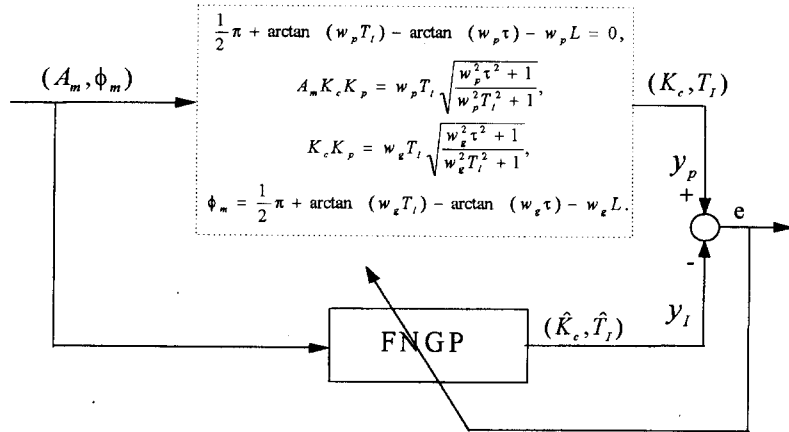 ½π + arctan (w_p T_I) − arctan (w_p τ) − w_p L = 0,
(A_m,ϕ_m)
A_m K_c K_p = w_p T_I √((w_p² τ² + 1)/(w_p² T_I² + 1)),
(K_c,T_I)
K_c K_p = w_g T_I √((w_g² τ² + 1)/(w_g² T_I² + 1)),
y_p
ϕ_m = ½π + arctan (w_g T_I) − arctan (w_g τ) − w_g L.
+
e
-
(K̂_c,T̂_I)
y_I
FNGP